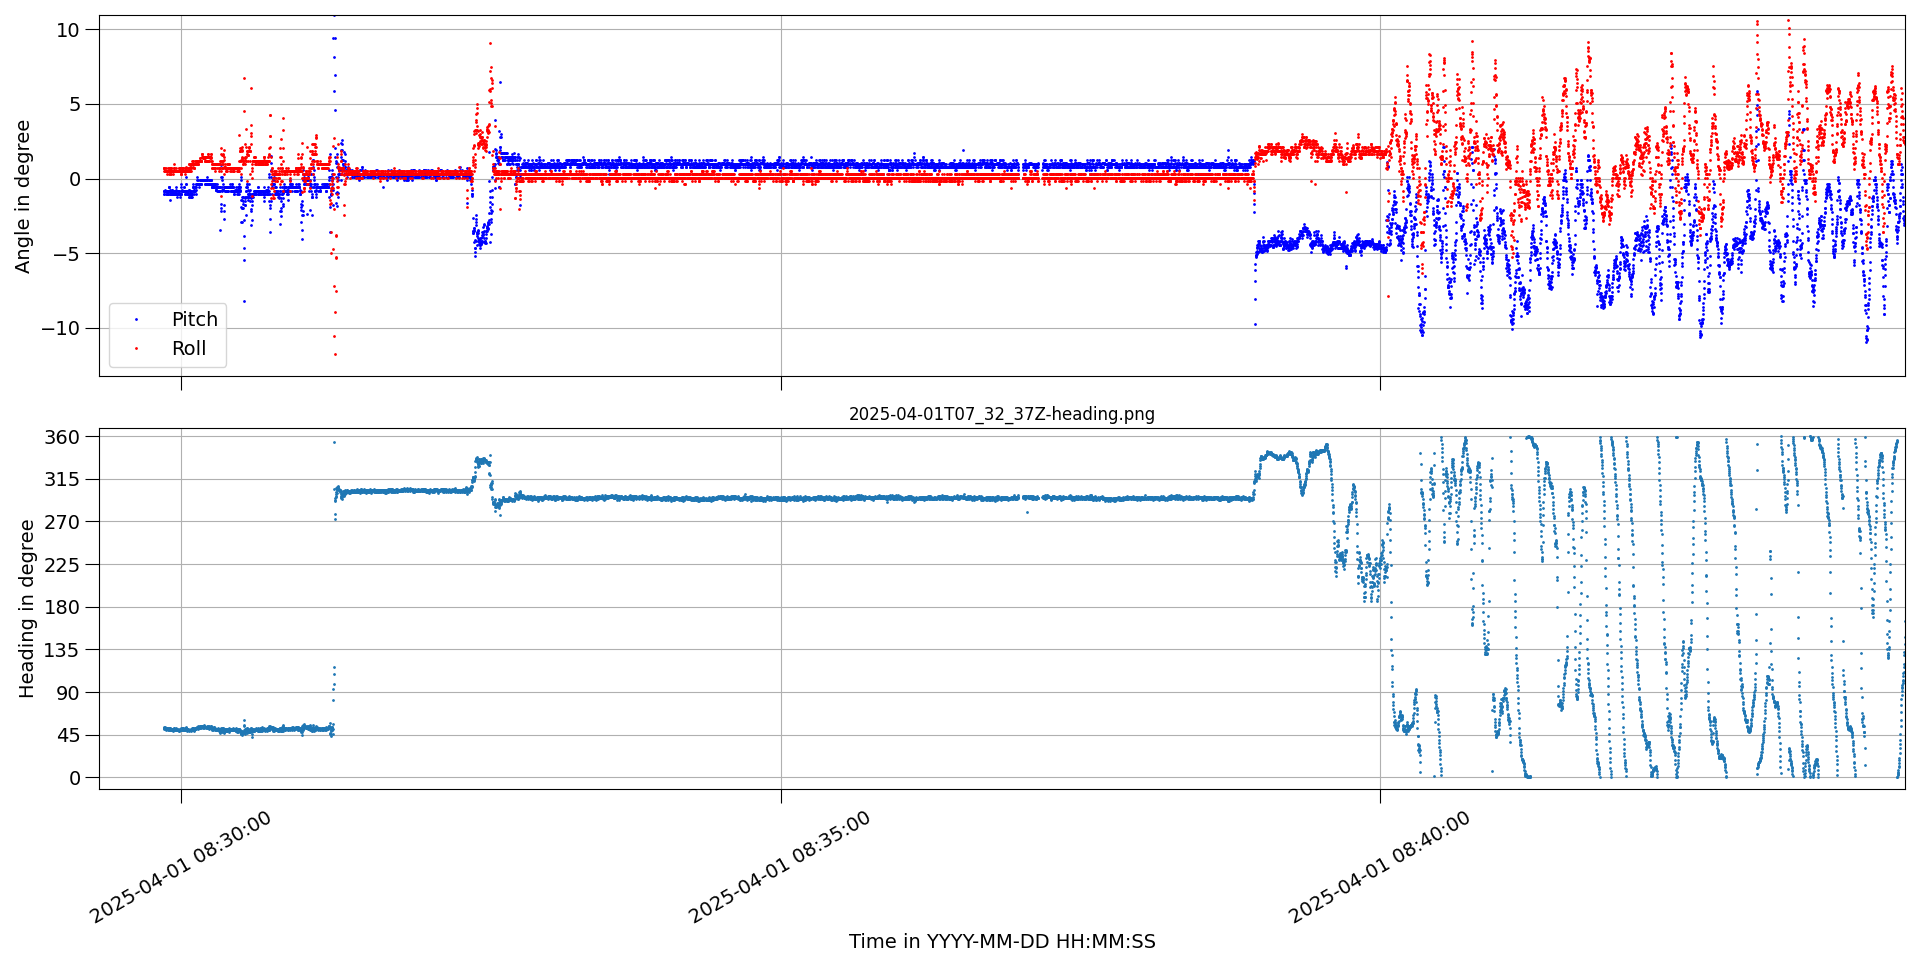 10
5
0
−5
−10
Angle in degree
Pitch
Roll
2025-04-01T07_32_37Z-heading.png
360
315
270
225
180
135
90
45
0
Heading in degree
2025-04-01 08:30:00
2025-04-01 08:35:00
2025-04-01 08:40:00
Time in YYYY-MM-DD HH:MM:SS